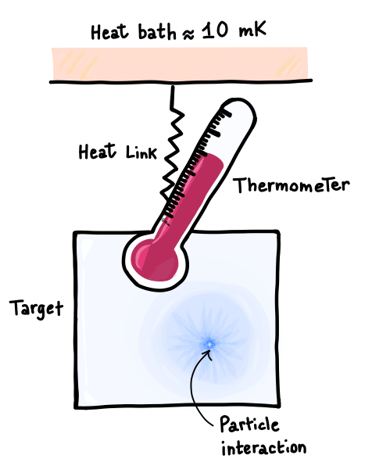 Heat bath ≈ 10 mK
Heat Link
Thermometer
Target
Particle
interaction